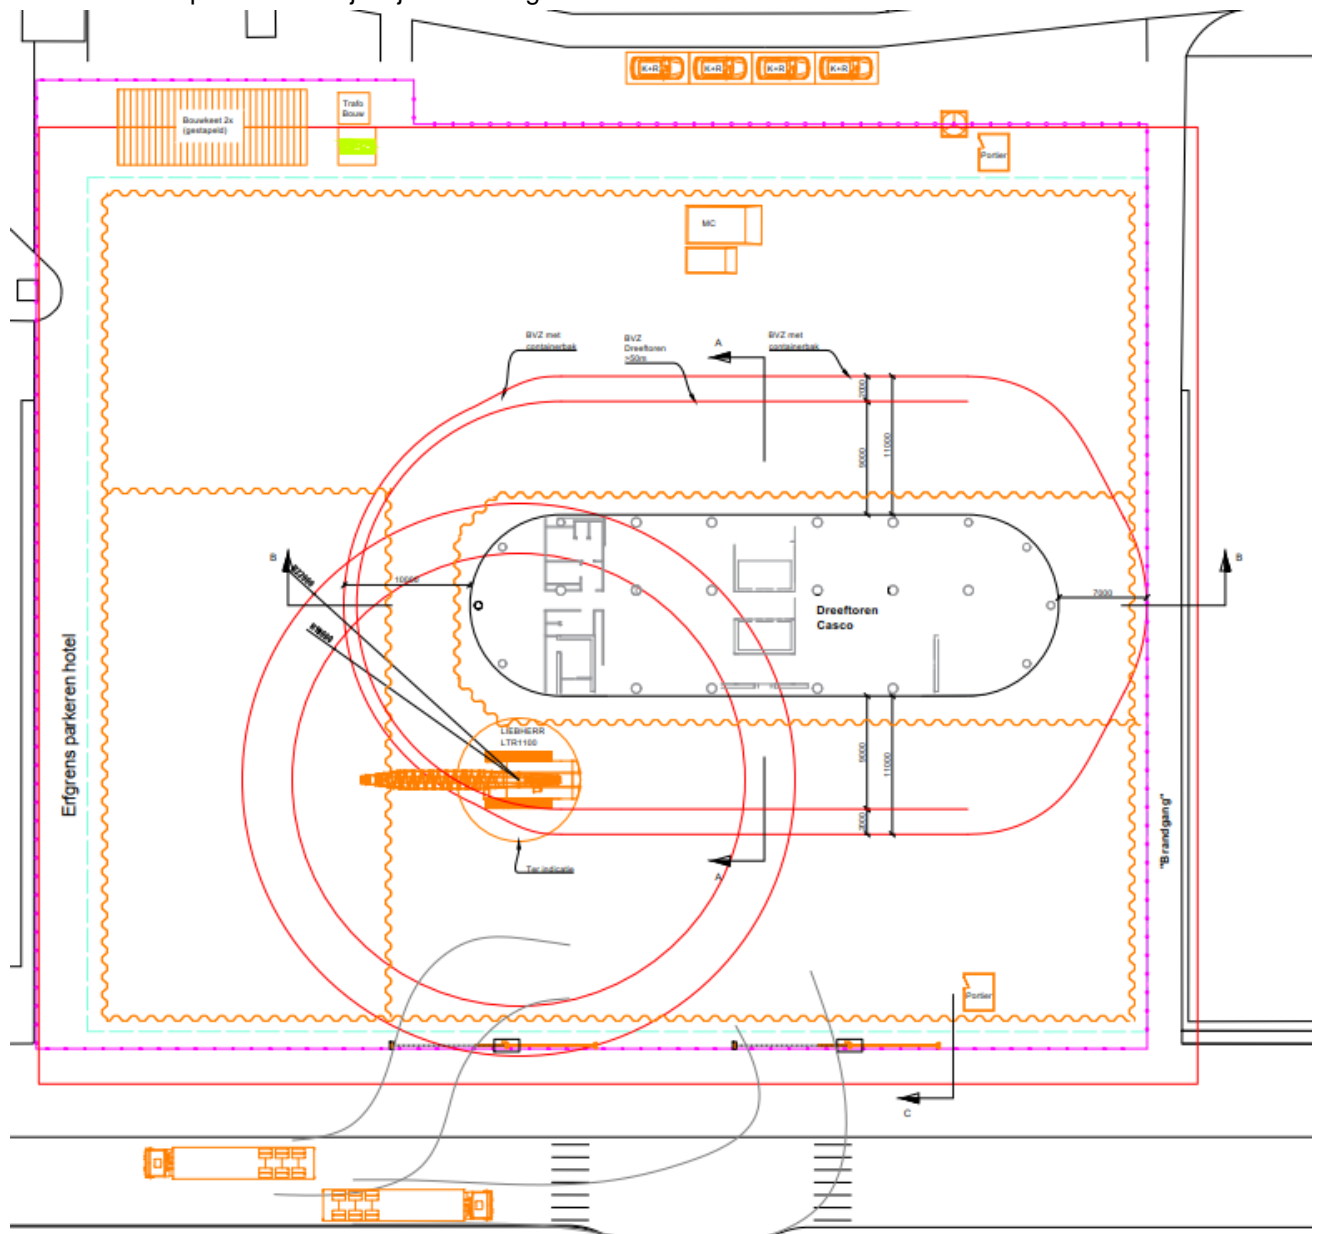 K+R
K+R
K+R
K+R
Trafo
Bouw
Bouwkeet 2x
(gestapeld)
Portier
MC
BVZ met
containerbak
BVZ
Dreeftoren
>50m
A
BVZ met
containerbak
2000
9000
11000
B
10000
B
7000
Dreeftoren
Casco
Erfgrens parkeren hotel
LIEBHERR
LTR1100
9000
11000
2000
"Brandgang"
Ter indicatie
A
Portier
C